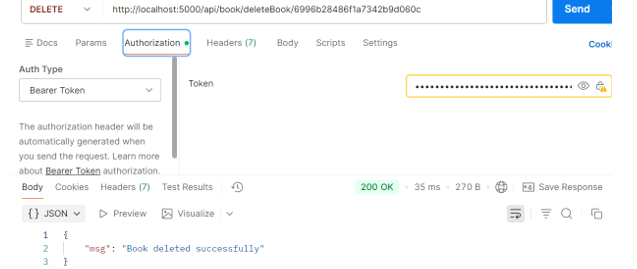 DELETE http://localhost:5000/api/book/deleteBook/6996b28486f1a7342b9d060c Send
Docs Params Authorization Headers (7) Body Scripts Settings Cooki
Auth Type
Bearer Token
Token
The authorization header will be
automatically generated when
you send the request. Learn more
about Bearer Token authorization.
Body Cookies Headers (7) Test Results 200 OK 35 ms 270 B Save Response
{} JSON Preview Visualize
1 {
2 "msg": "Book deleted successfully"
3 }